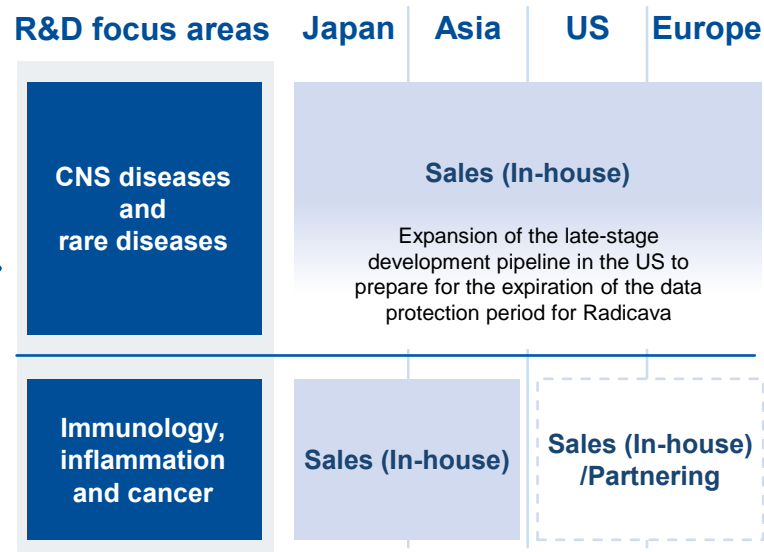 R&D focus areas Japan Asia US Europe
CNS diseases
and
rare diseases
Sales (In-house)
Expansion of the late-stage
development pipeline in the US to
prepare for the expiration of the data
protection period for Radicava
Immunology,
inflammation
and cancer
Sales (In-house)
Sales (In-house)
/Partnering